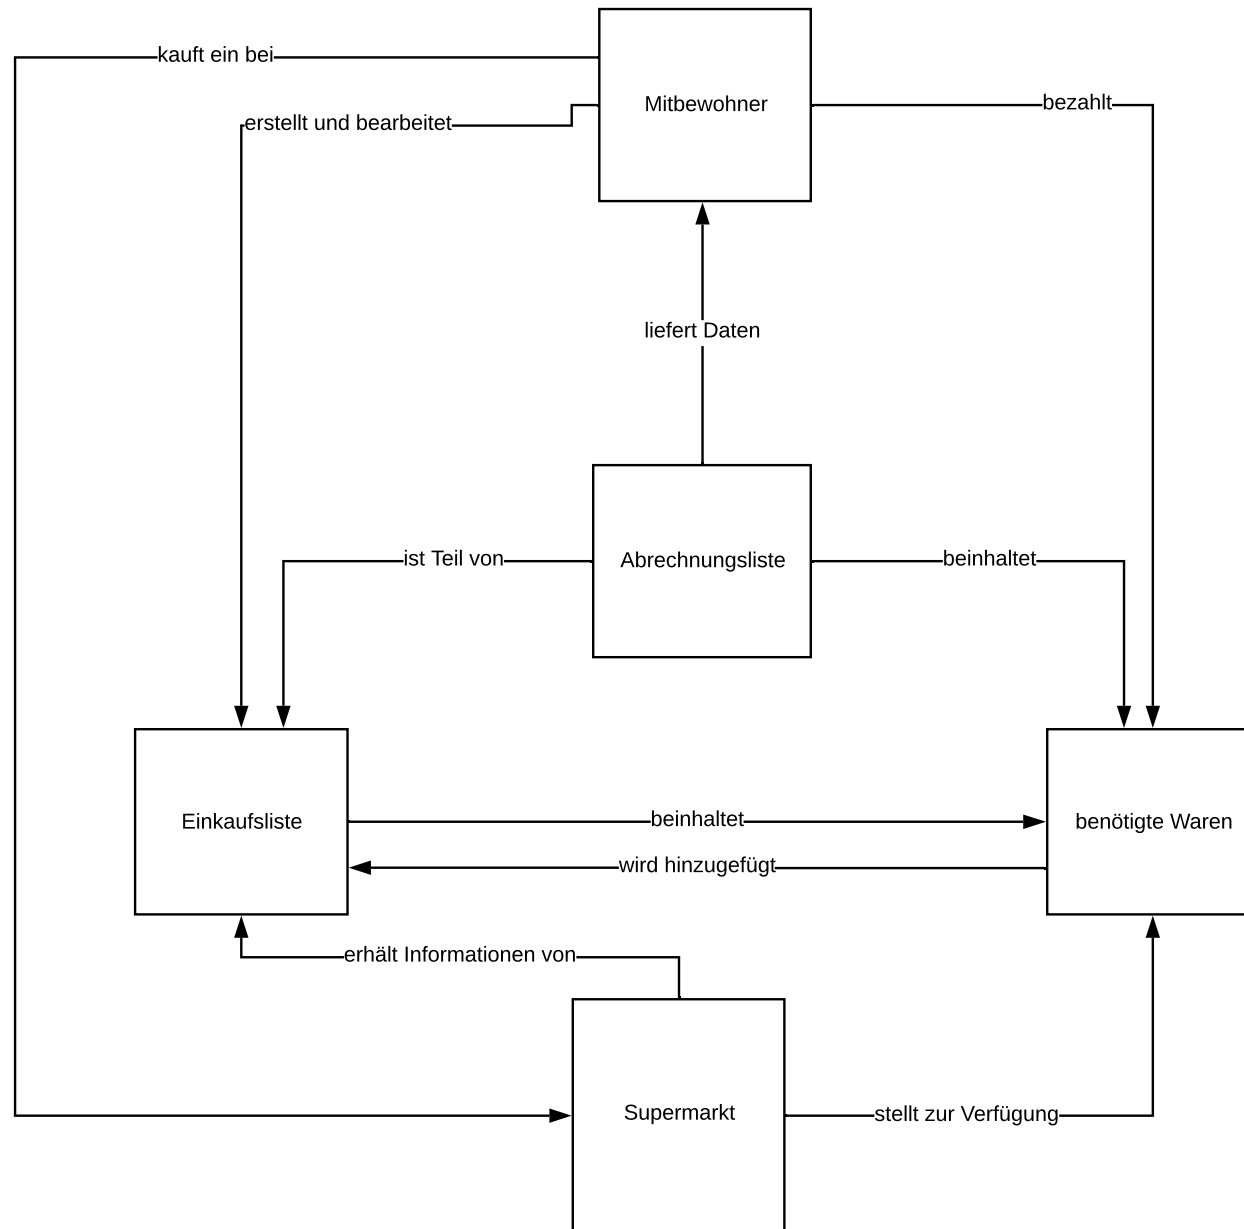 kauft ein bei
Mitbewohner
bezahlt
erstellt und bearbeitet
liefert Daten
ist Teil von
Abrechnungsliste
beinhaltet
Einkaufsliste
beinhaltet
benötigte Waren
wird hinzugefügt
erhält Informationen von
Supermarkt
stellt zur Verfügung